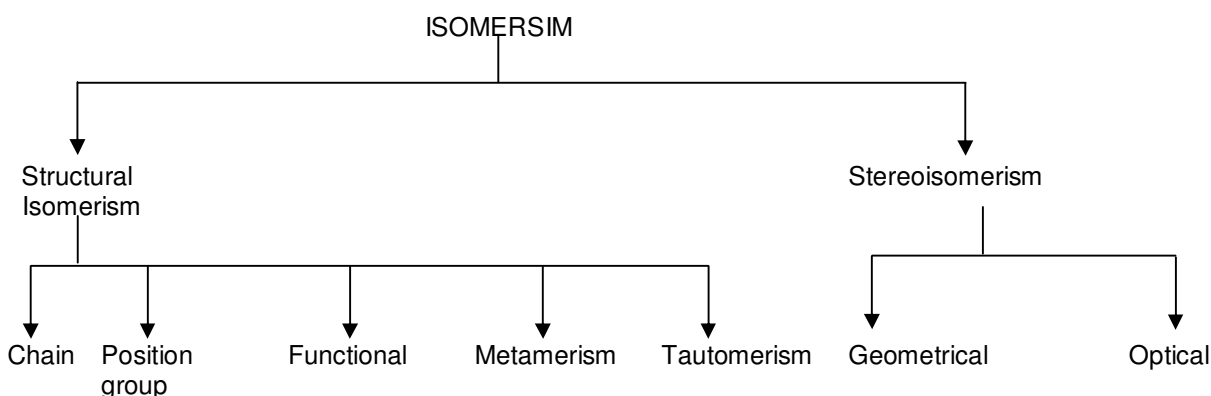 ISOMERSIM
Structural
Isomerism
Stereoisomerism
Chain
Position
group
Functional
Metamerism
Tautomerism
Geometrical
Optical